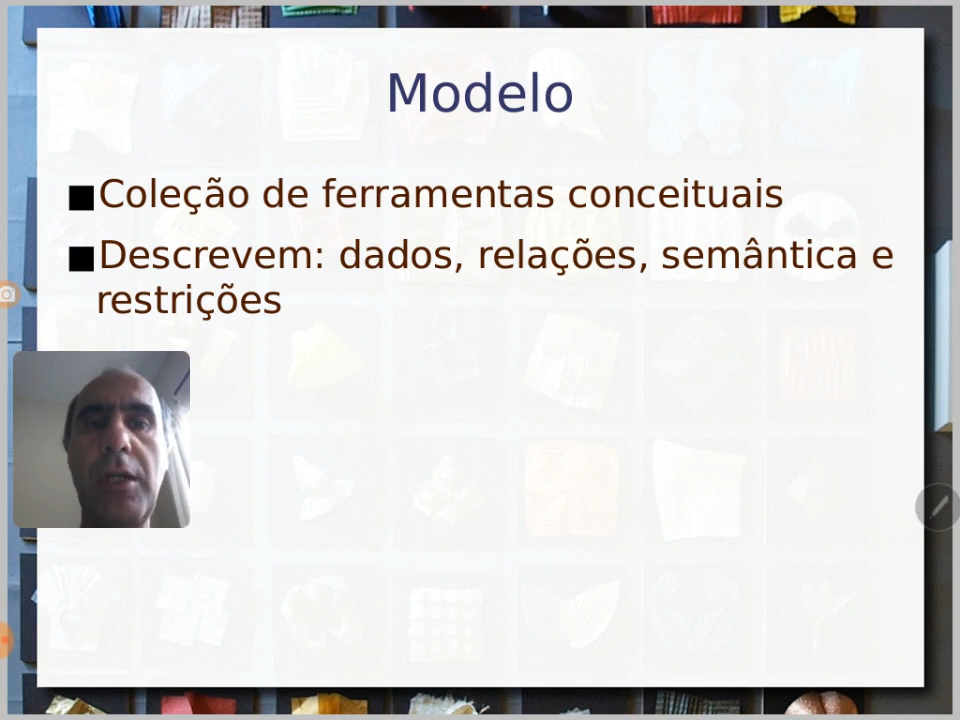 Modelo
■Coleção de ferramentas conceituais
■Descrevem: dados, relações, semântica e
restrições